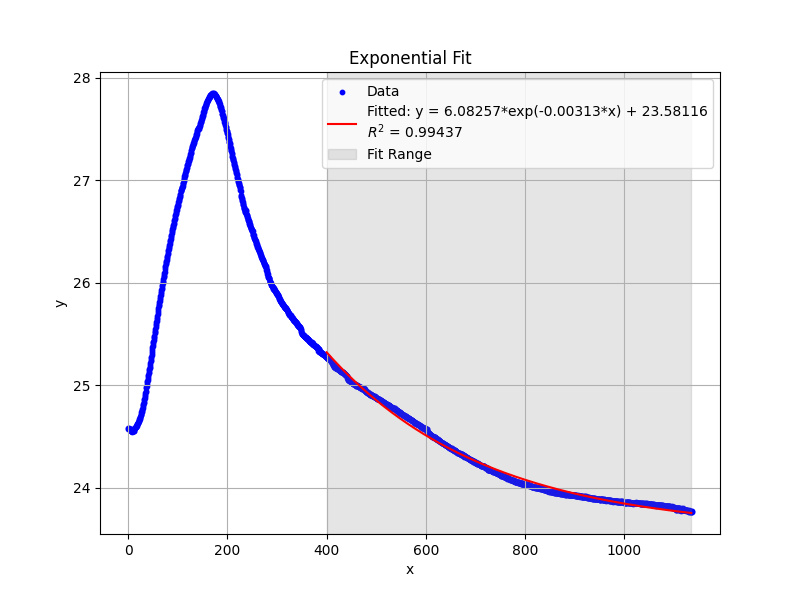 Exponential Fit
Data
Fitted: y = 6.08257*exp(-0.00313*x) + 23.58116
R² = 0.99437
Fit Range
28
27
26
25
24
y
0 200 400 600 800 1000
x